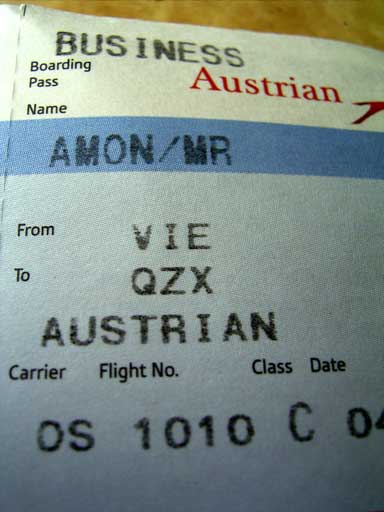 BUSINESS
Boarding
Pass
Austrian
Name
AMON/MR
From VIE
To QZX
AUSTRIAN
Carrier Flight No. Class Date
OS 1010 C 04